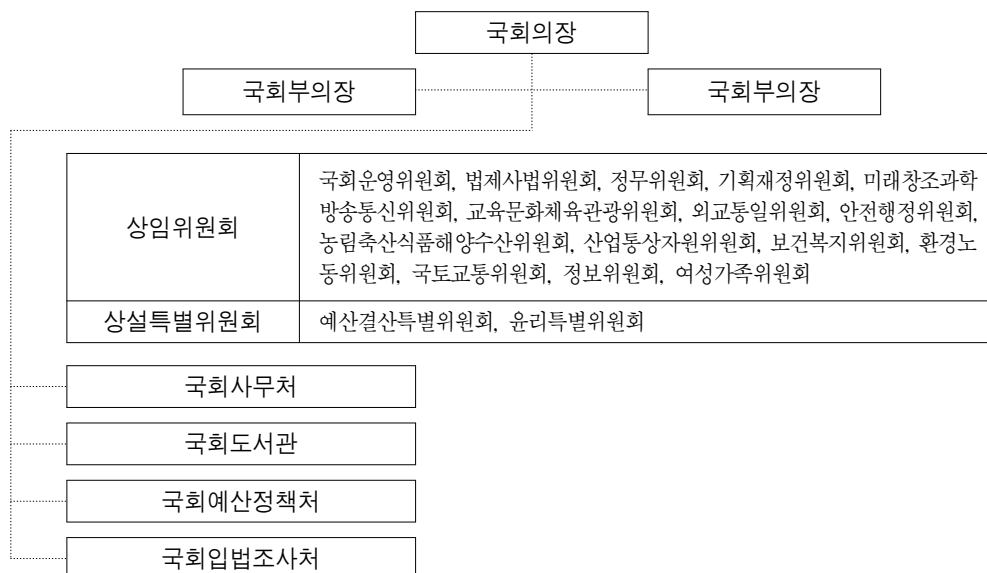 국회의장
국회부의장 국회부의장
상임위원회
국회운영위원회, 법제사법위원회, 정무위원회, 기획재정위원회, 미래창조과학
방송통신위원회, 교육문화체육관광위원회, 외교통일위원회, 안전행정위원회,
농림축산식품해양수산위원회, 산업통상자원위원회, 보건복지위원회, 환경노
동위원회, 국토교통위원회, 정보위원회, 여성가족위원회
상설특별위원회
예산결산특별위원회, 윤리특별위원회
국회사무처
국회도서관
국회예산정책처
국회입법조사처